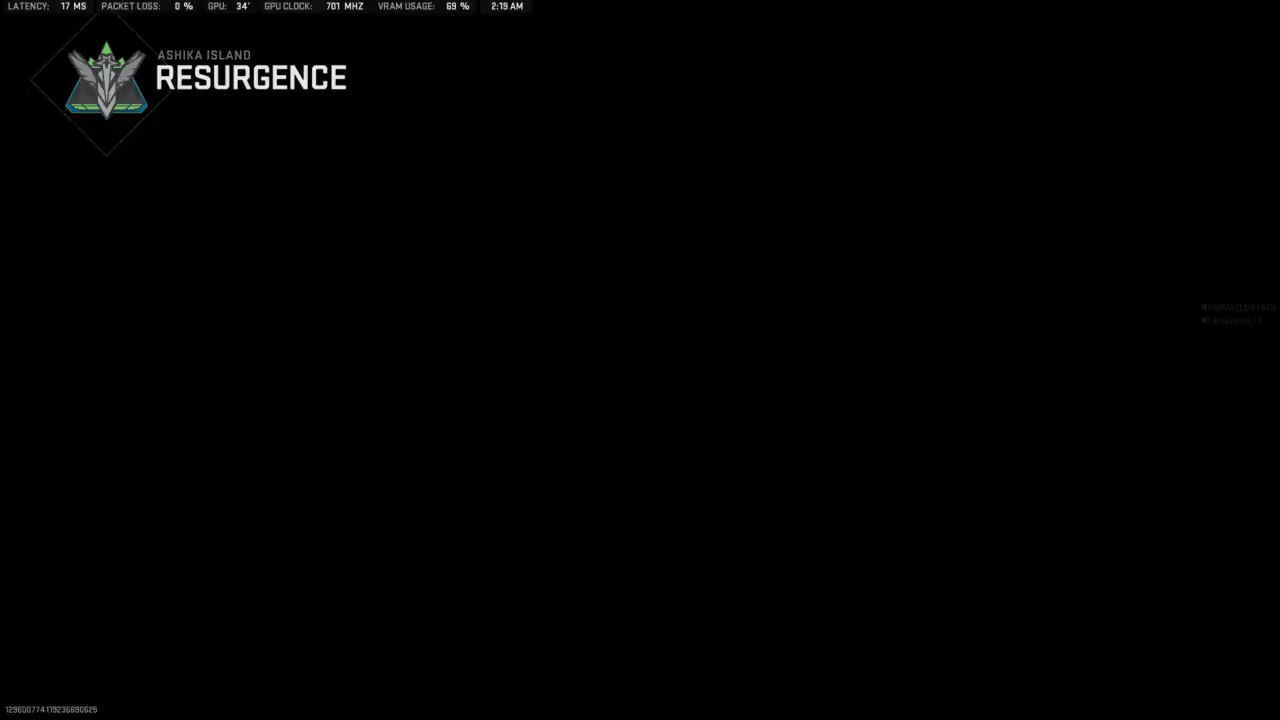 LATENCY: 17 MS PACKET LOSS: 0 % GPU: 34° GPU CLOCK: 701 MHZ VRAM USAGE: 69 % 2:19 AM
ASHIKA ISLAND
RESURGENCE
129600774119236690625